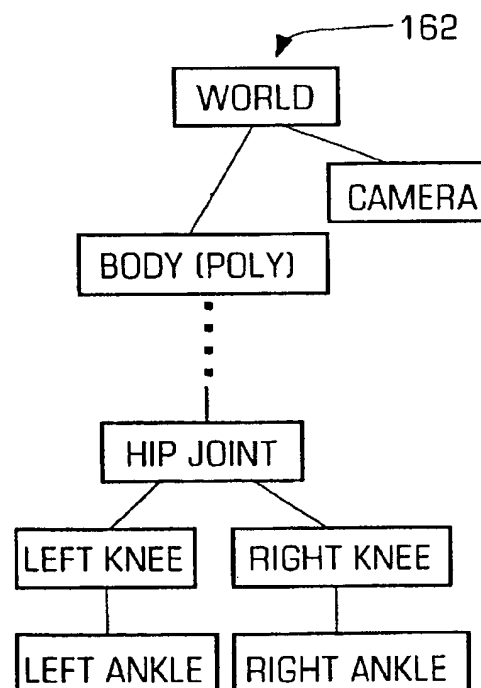 162
WORLD
CAMERA
BODY (POLY)
HIP JOINT
LEFT KNEE
RIGHT KNEE
LEFT ANKLE
RIGHT ANKLE